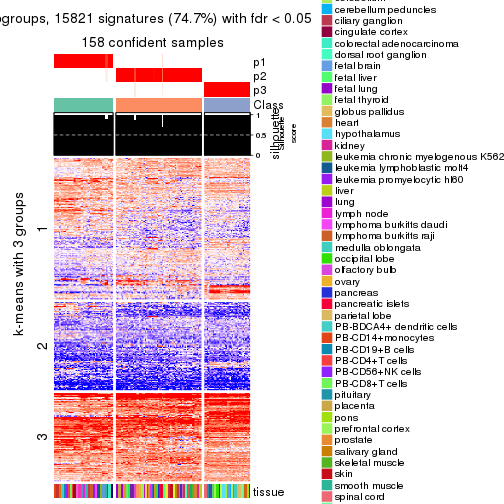 ogroups, 15821 signatures (74.7%) with fdr < 0.05
158 confident samples
p1
p2
p3
Class
1
0.5
0
silhouette
score
k-means with 3 groups
1
2
3
tissue
cerebellum peduncles
ciliary ganglion
cingulate cortex
colorectal adenocarcinoma
dorsal root ganglion
fetal brain
fetal liver
fetal lung
fetal thyroid
globus pallidus
heart
hypothalamus
kidney
leukemia chronic myelogenous K562
leukemia lymphoblastic molt4
leukemia promyelocytic hl60
liver
lung
lymph node
lymphoma burkitts daudi
lymphoma burkitts raji
medulla oblongata
occipital lobe
olfactory bulb
ovary
pancreas
pancreatic islets
parietal lobe
PB-BDCA4+ dendritic cells
PB-CD14+monocytes
PB-CD19+B cells
PB-CD4+T cells
PB-CD56+NK cells
PB-CD8+T cells
pituitary
placenta
pons
prefrontal cortex
prostate
salivary gland
skeletal muscle
skin
smooth muscle
spinal cord